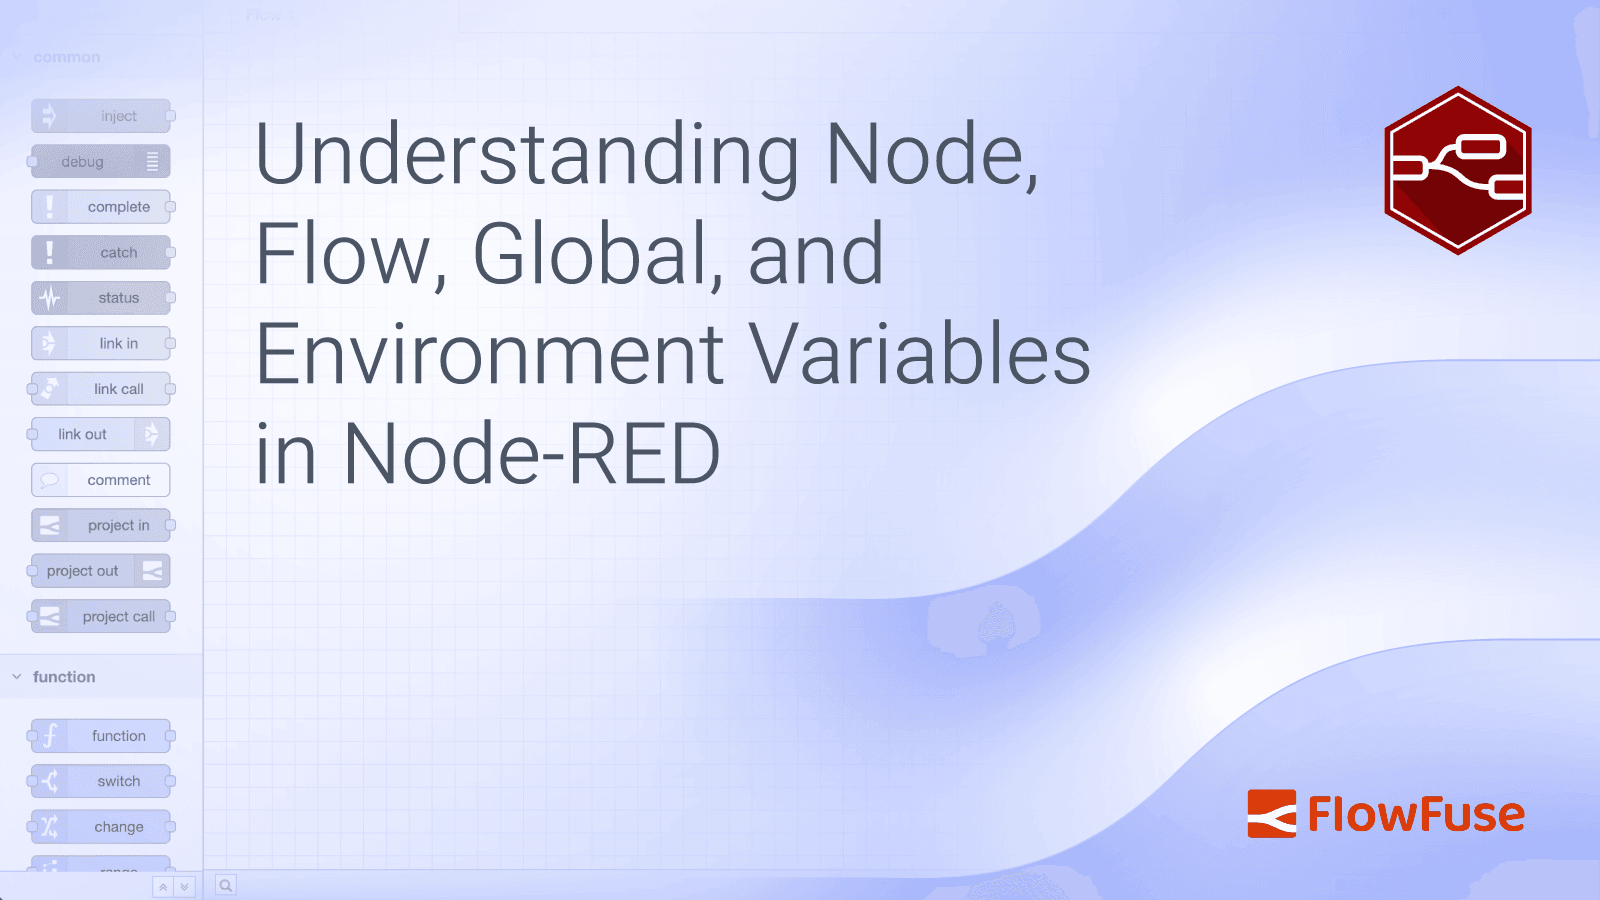 Flow 1
common
inject
debug
complete
catch
status
link in
link call
link out
comment
project in
project out
project call
function
function
switch
change
range
Understanding Node,
Flow, Global, and
Environment Variables
in Node-RED
FlowFuse